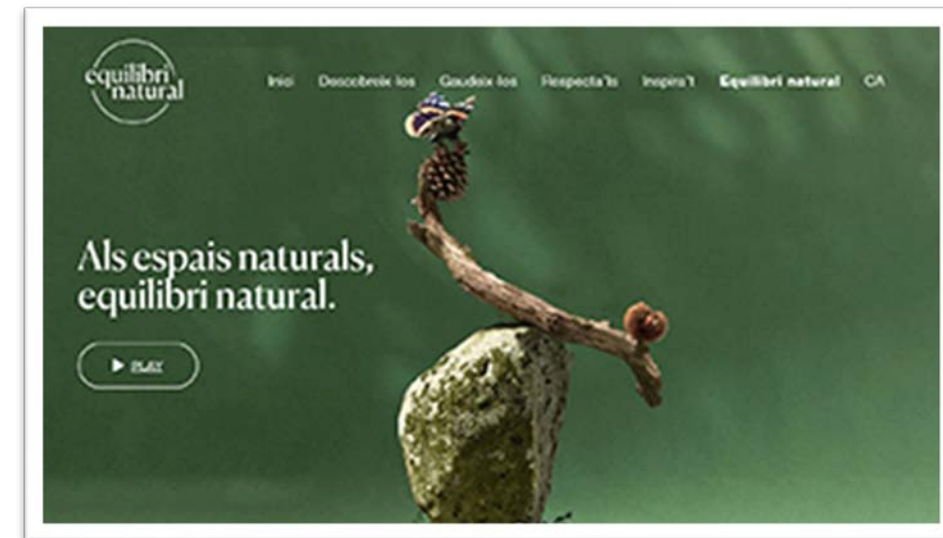 equilibri
natural
Inici Descobreix-los Gaudeix-los Respecta'ls Inspira't Equilibri natural CA
Als espais naturals,
equilibri natural.
PLAY